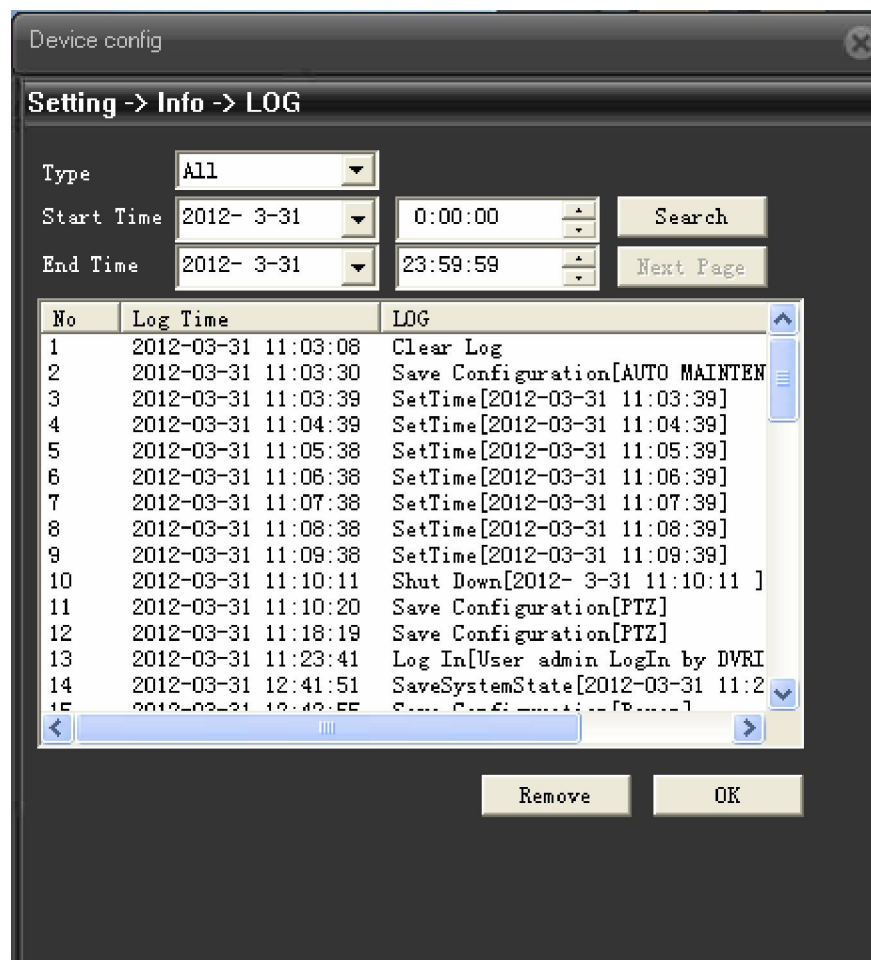 Device config
Setting -> Info -> LOG
Type All
Start Time 2012- 3-31 0:00:00 Search
End Time 2012- 3-31 23:59:59 Next Page
No Log Time LOG
1 2012-03-31 11:03:08 Clear Log
2 2012-03-31 11:03:30 Save Configuration[AUTO MAINTEN
3 2012-03-31 11:03:39 SetTime[2012-03-31 11:03:39]
4 2012-03-31 11:04:39 SetTime[2012-03-31 11:04:39]
5 2012-03-31 11:05:38 SetTime[2012-03-31 11:05:39]
6 2012-03-31 11:06:38 SetTime[2012-03-31 11:06:39]
7 2012-03-31 11:07:38 SetTime[2012-03-31 11:07:39]
8 2012-03-31 11:08:38 SetTime[2012-03-31 11:08:39]
9 2012-03-31 11:09:38 SetTime[2012-03-31 11:09:39]
10 2012-03-31 11:10:11 Shut Down[2012- 3-31 11:10:11 ]
11 2012-03-31 11:10:20 Save Configuration[PTZ]
12 2012-03-31 11:18:19 Save Configuration[PTZ]
13 2012-03-31 11:23:41 Log In[User admin LogIn by DVRI
14 2012-03-31 12:41:51 SaveSystemState[2012-03-31 11:2
Remove OK